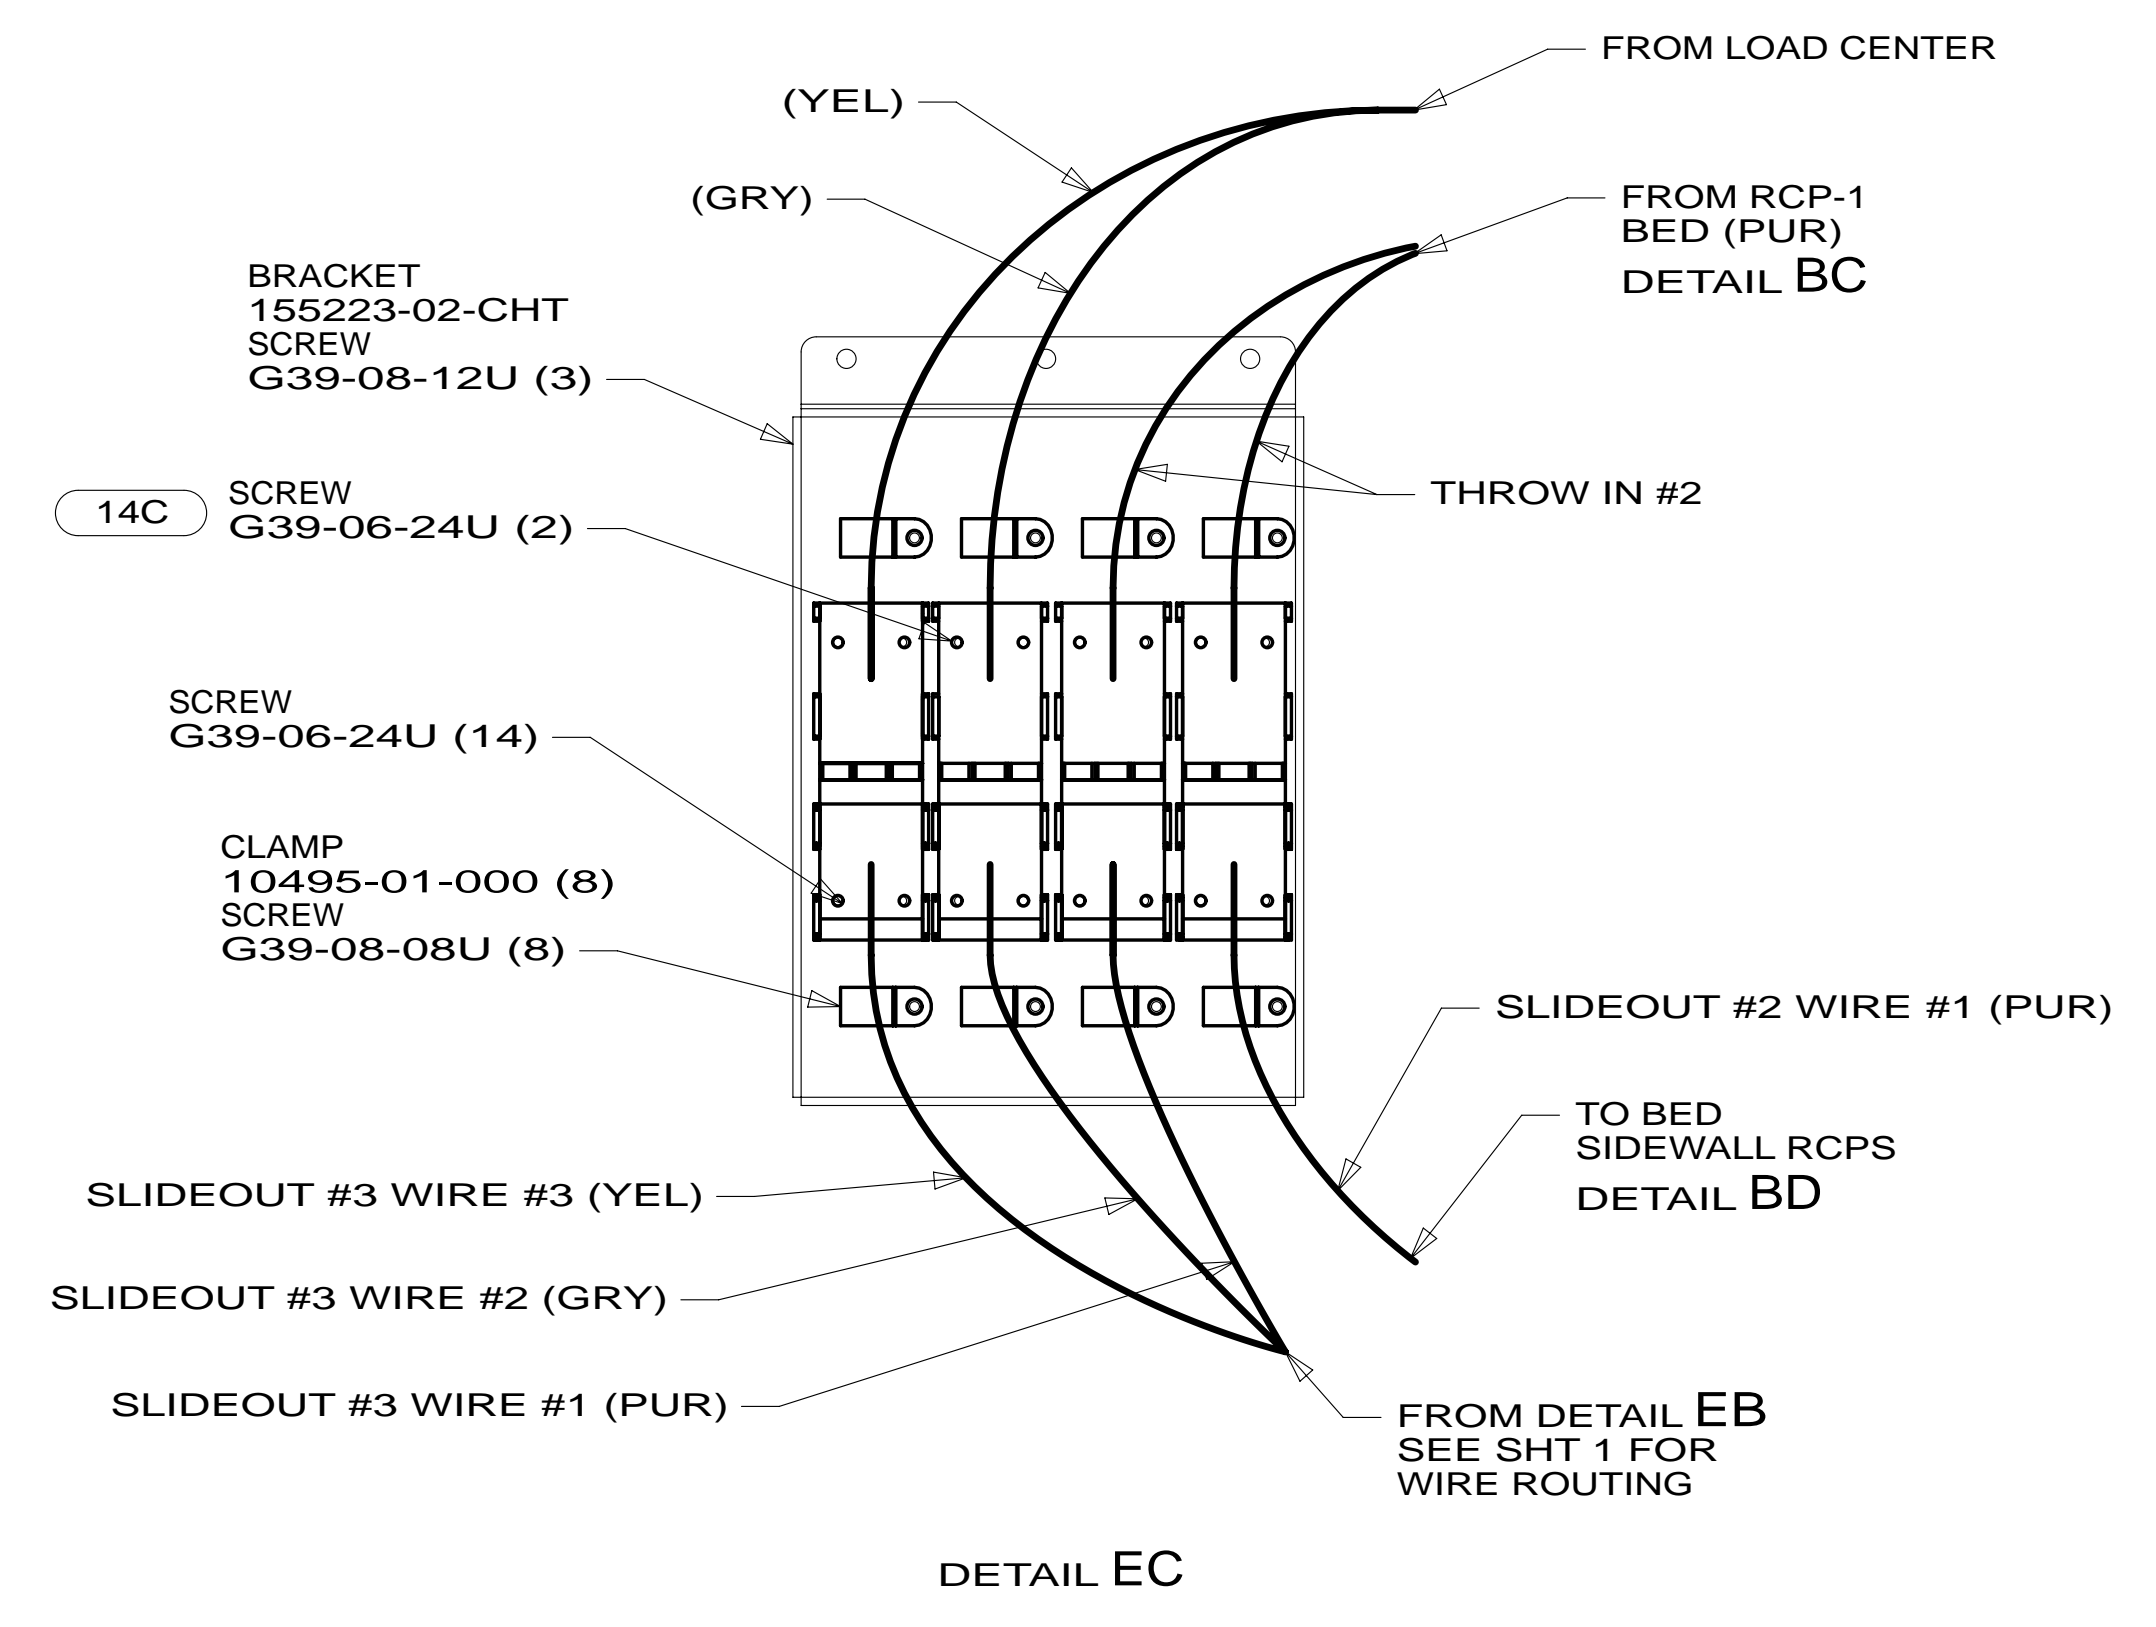 FROM LOAD CENTER
(YEL)
(GRY)
FROM RCP-1
BED (PUR)
DETAIL BC
BRACKET
155223-02-CHT
SCREW
G39-08-12U (3)
14C
SCREW
G39-06-24U (2)
THROW IN #2
SCREW
G39-06-24U (14)
CLAMP
10495-01-000 (8)
SCREW
G39-08-08U (8)
SLIDEOUT #2 WIRE #1 (PUR)
TO BED
SIDEWALL RCPS
DETAIL BD
SLIDEOUT #3 WIRE #3 (YEL)
SLIDEOUT #3 WIRE #2 (GRY)
SLIDEOUT #3 WIRE #1 (PUR)
FROM DETAIL EB
SEE SHT 1 FOR
WIRE ROUTING
DETAIL EC